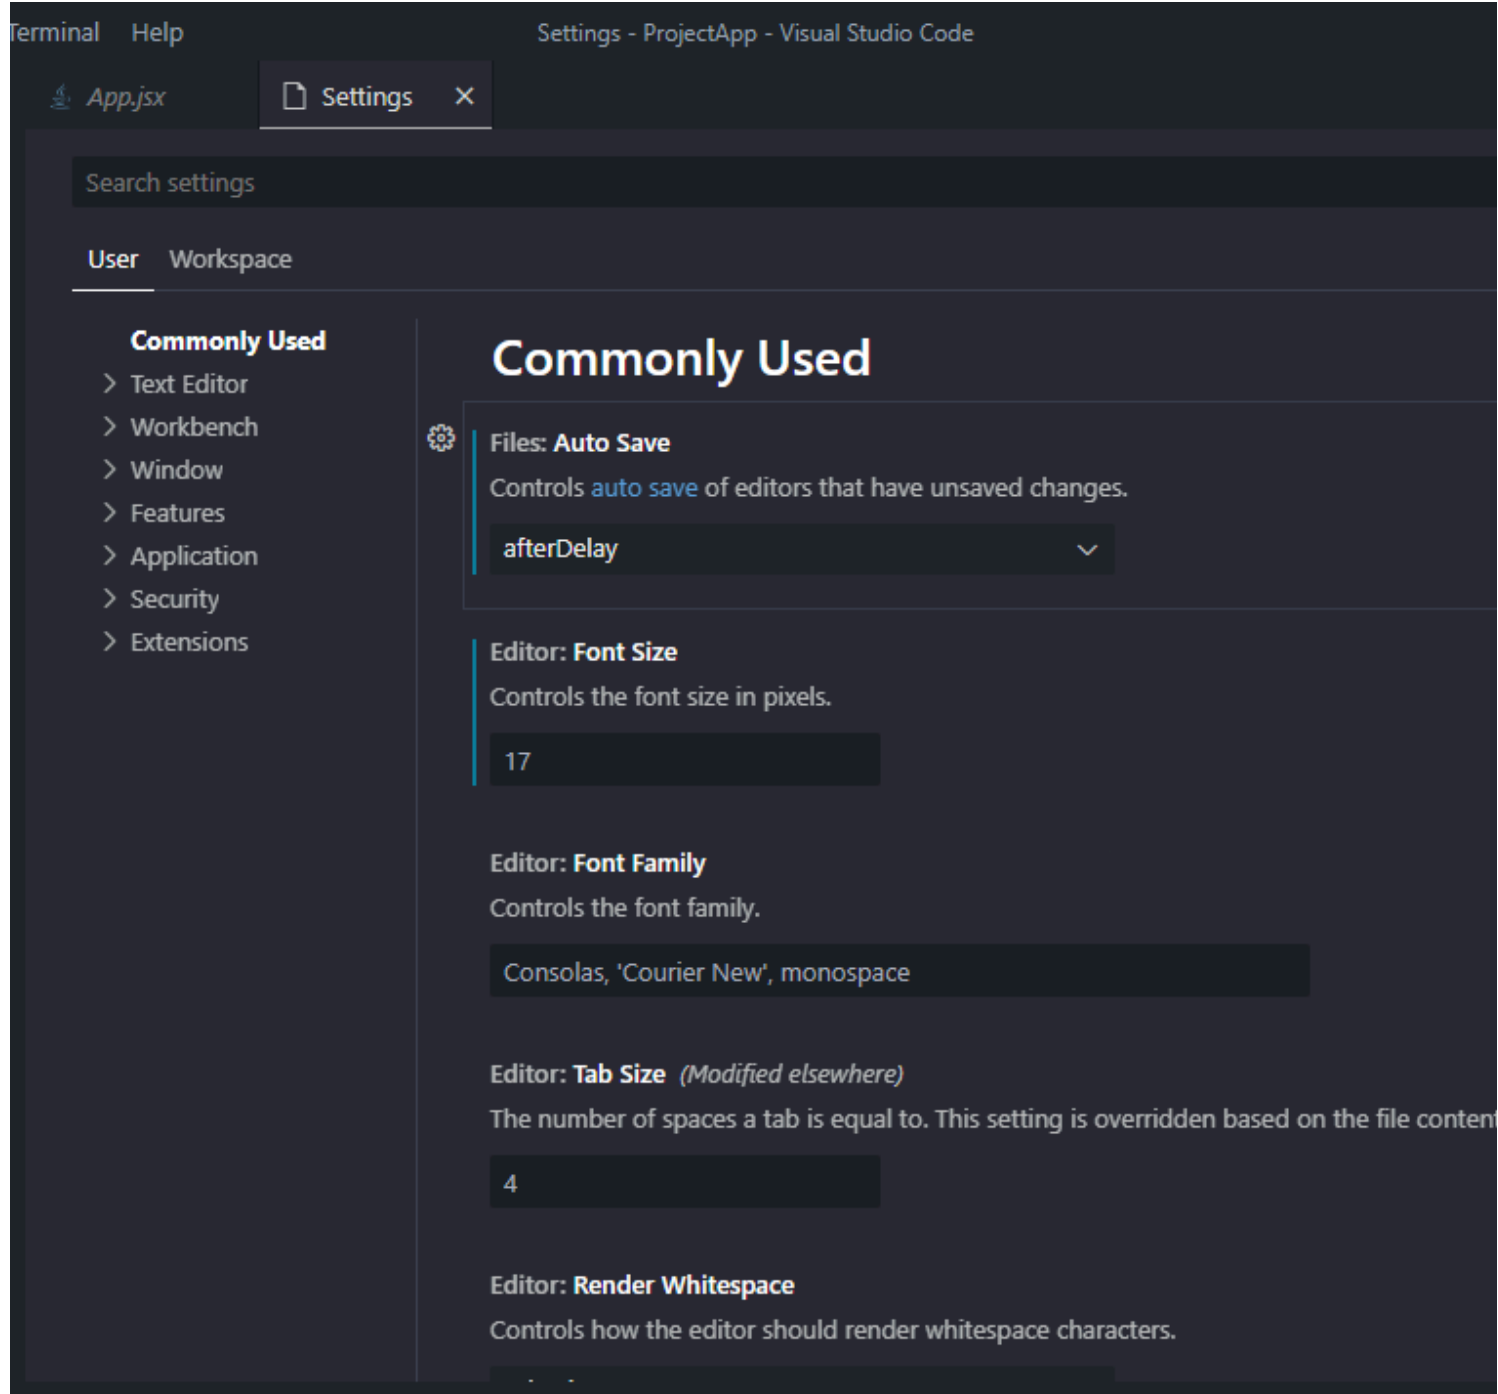 Terminal Help Settings - ProjectApp - Visual Studio Code
App.jsx Settings
Search settings
User Workspace
Commonly Used
Text Editor
Workbench
Window
Features
Application
Security
Extensions
Commonly Used
Files: Auto Save
Controls auto save of editors that have unsaved changes.
afterDelay
Editor: Font Size
Controls the font size in pixels.
17
Editor: Font Family
Controls the font family.
Consolas, 'Courier New', monospace
Editor: Tab Size (Modified elsewhere)
The number of spaces a tab is equal to. This setting is overridden based on the file content
4
Editor: Render Whitespace
Controls how the editor should render whitespace characters.